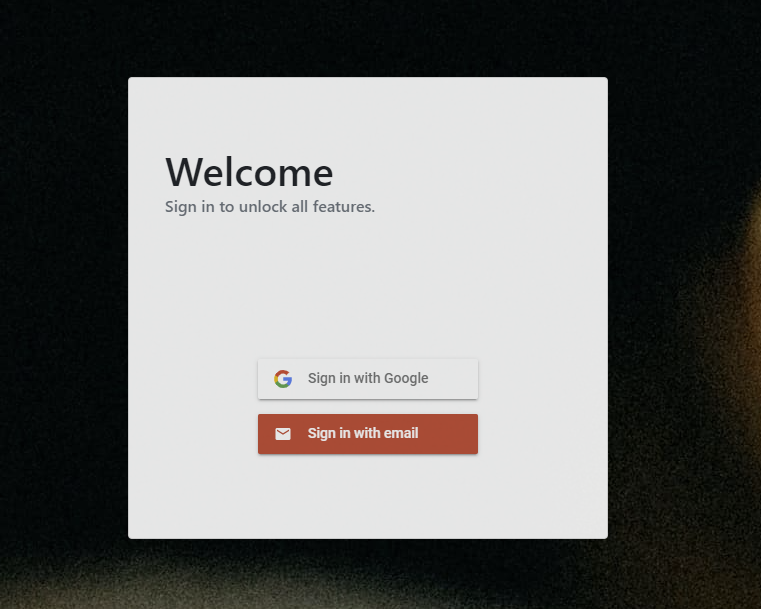 Welcome
Sign in to unlock all features.
Sign in with Google
Sign in with email